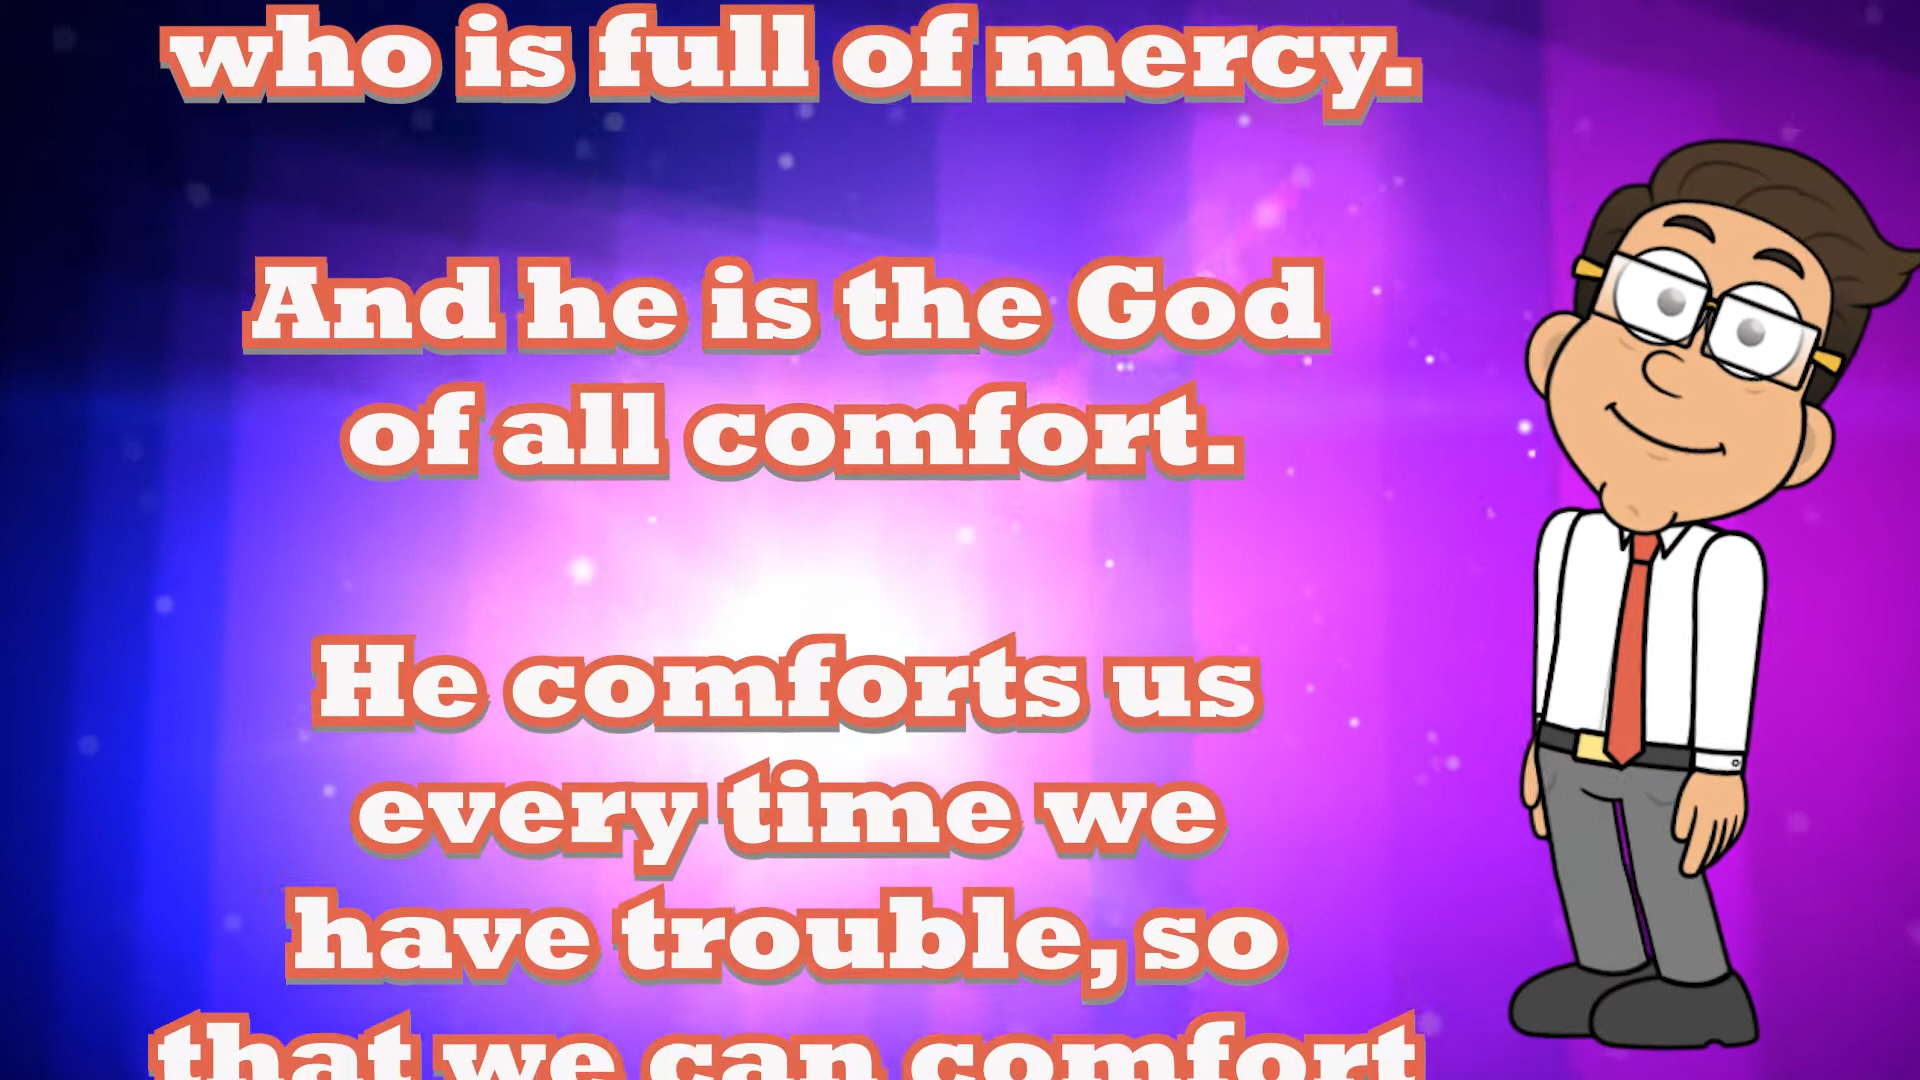 who is full of mercy.
And he is the God
of all comfort.
He comforts us
every time we
have trouble, so
that we can comfort